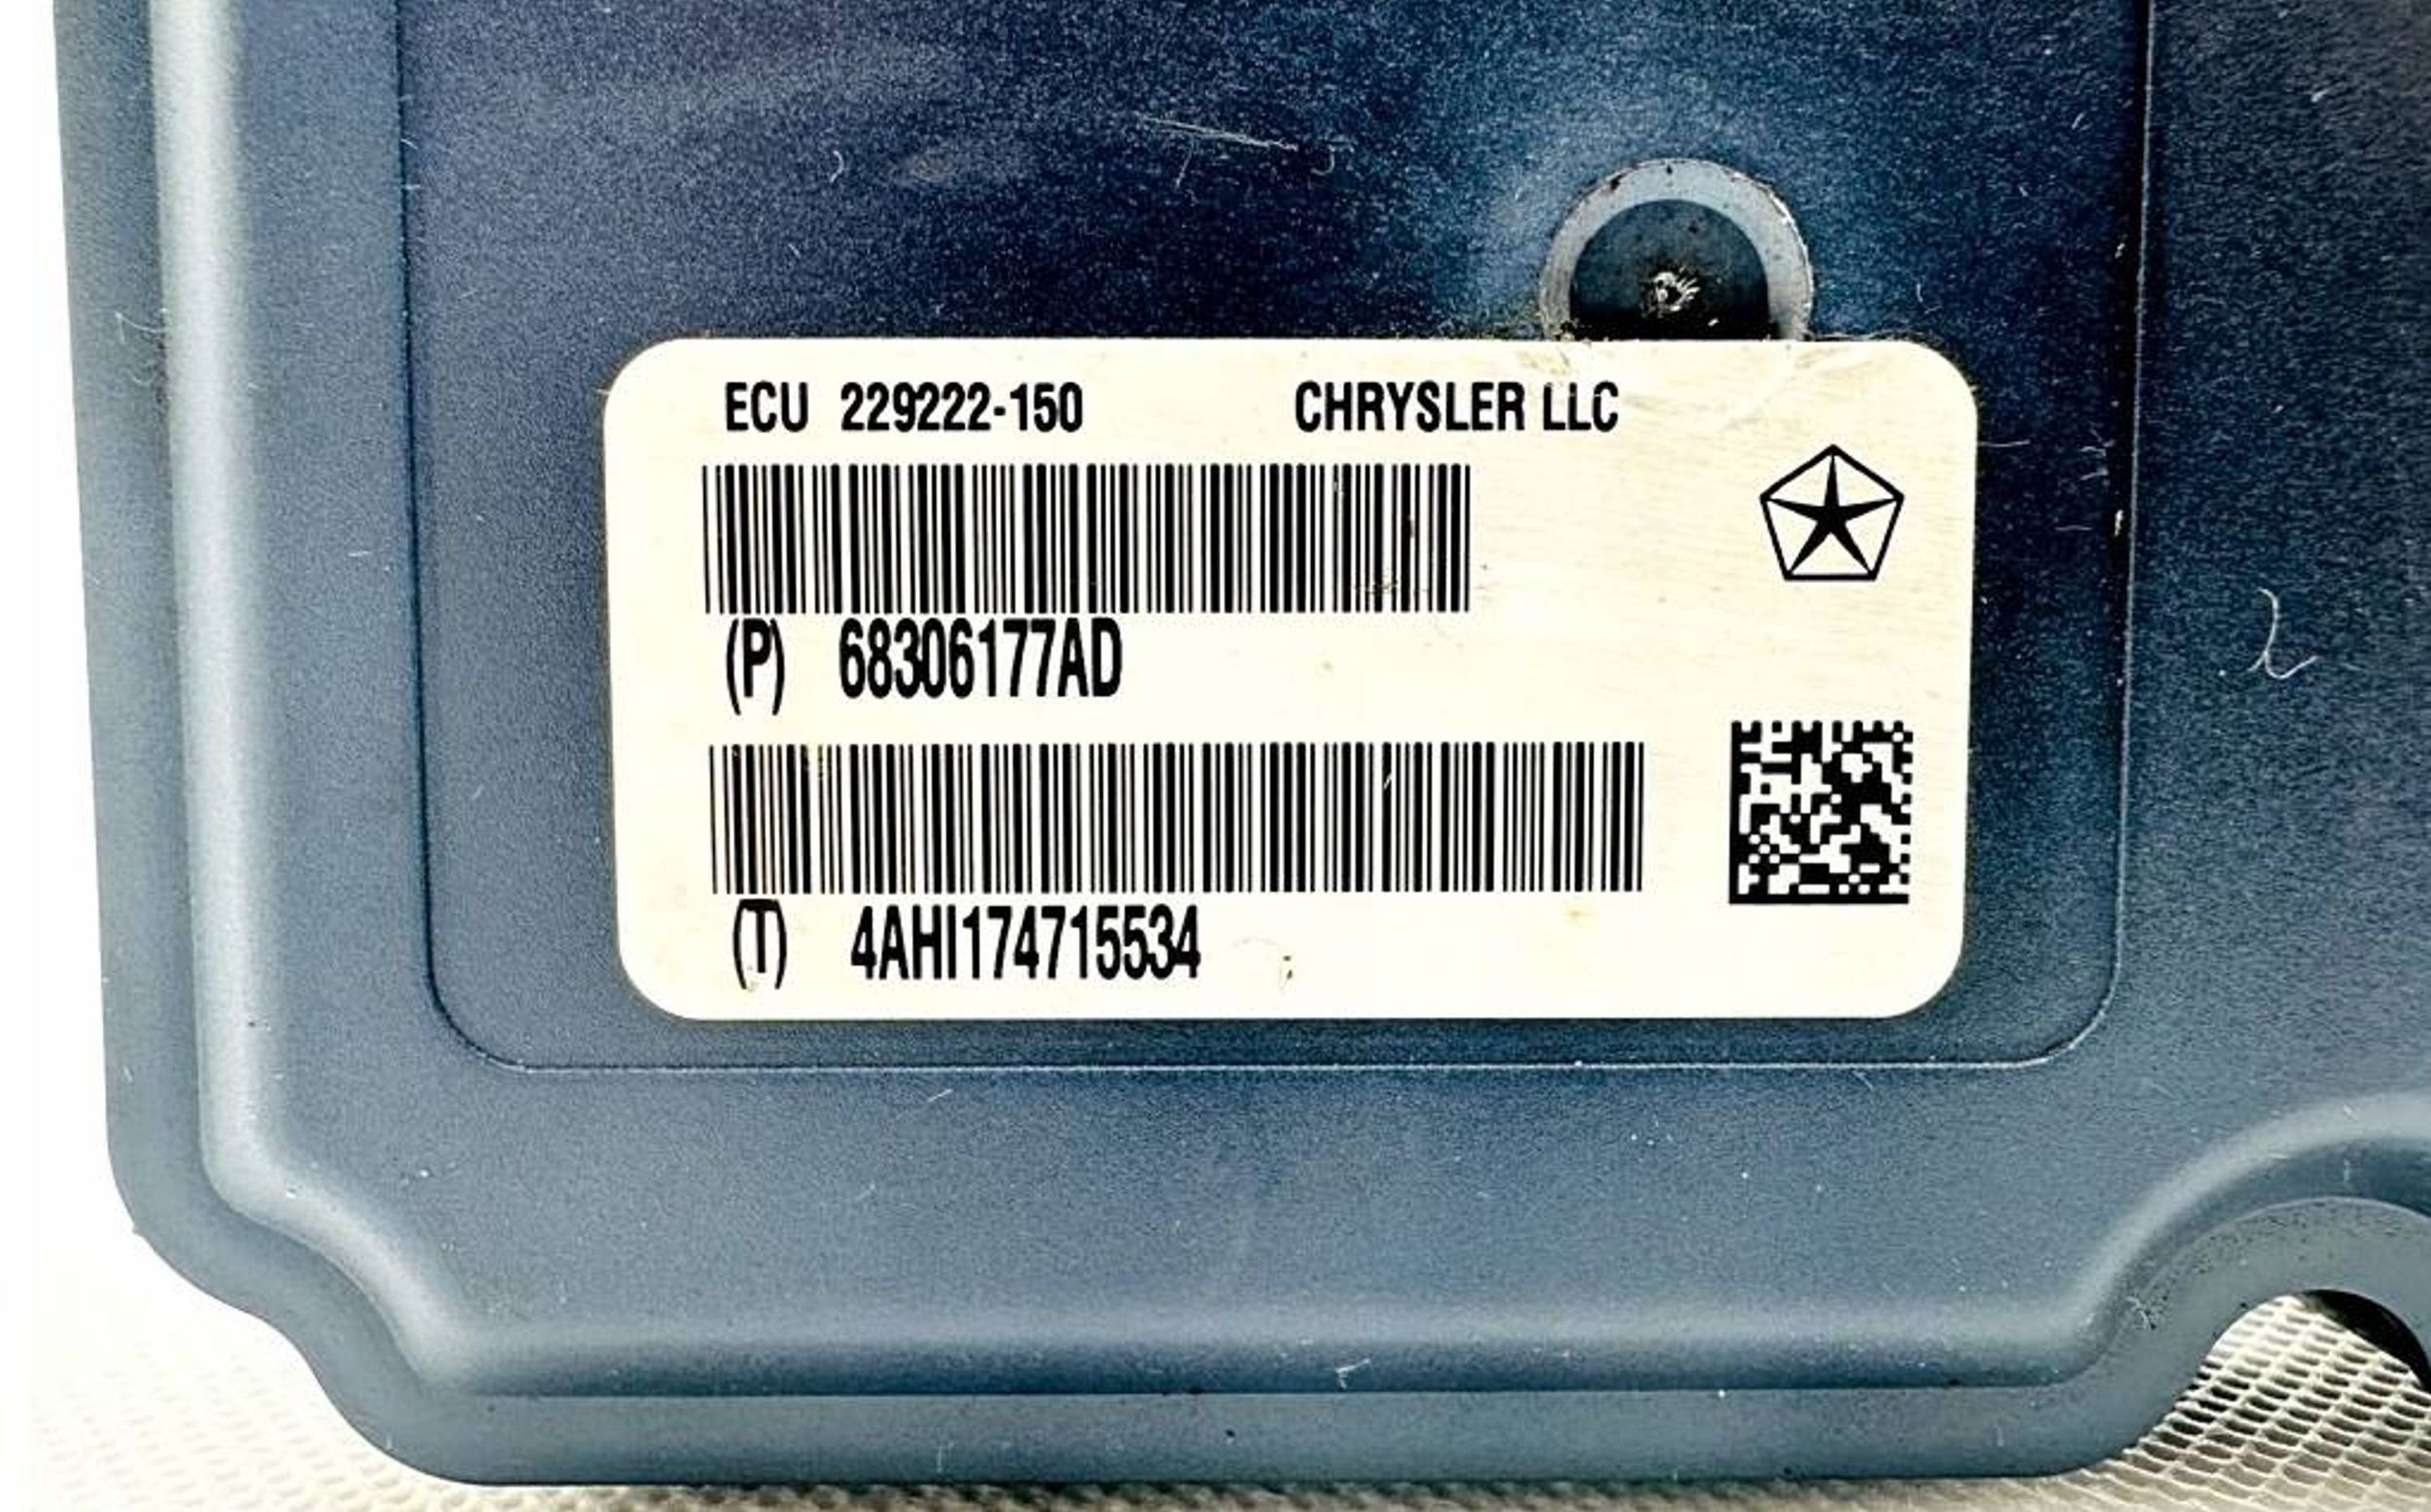 ECU 229222-150 CHRYSLER LLC
(P) 68306177AD
(T) 4AHI174715534